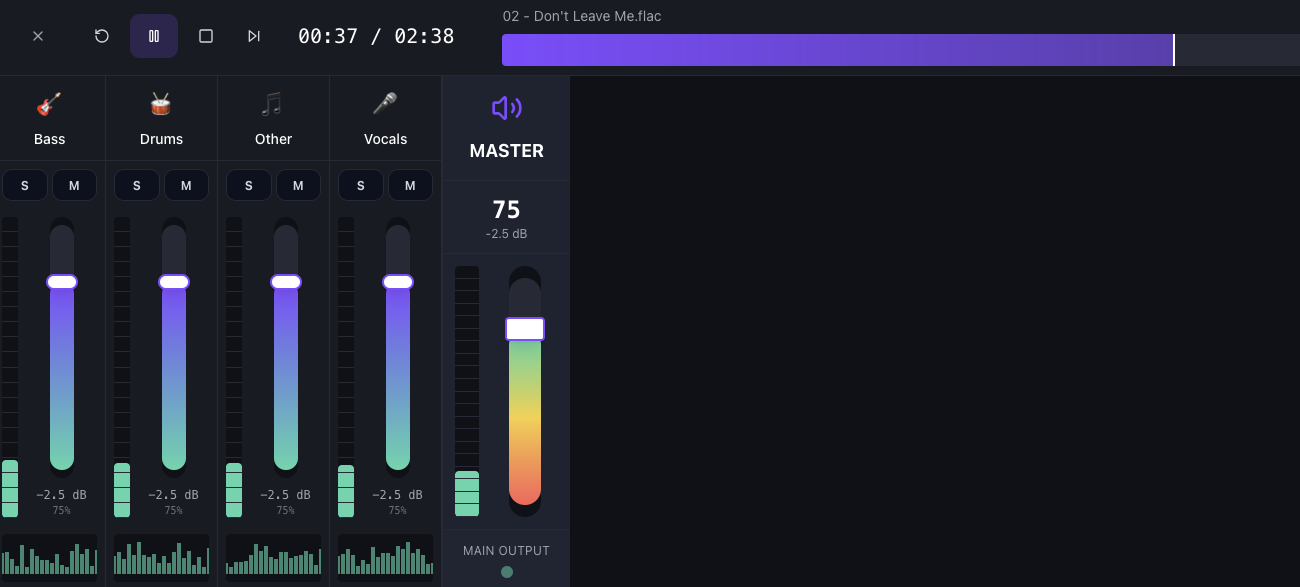 00:37 / 02:38
02 - Don't Leave Me.flac
Bass
Drums
Other
Vocals
MASTER
S M
S M
S M
S M
75
-2.5 dB
−2.5 dB
75%
−2.5 dB
75%
−2.5 dB
75%
−2.5 dB
75%
MAIN OUTPUT